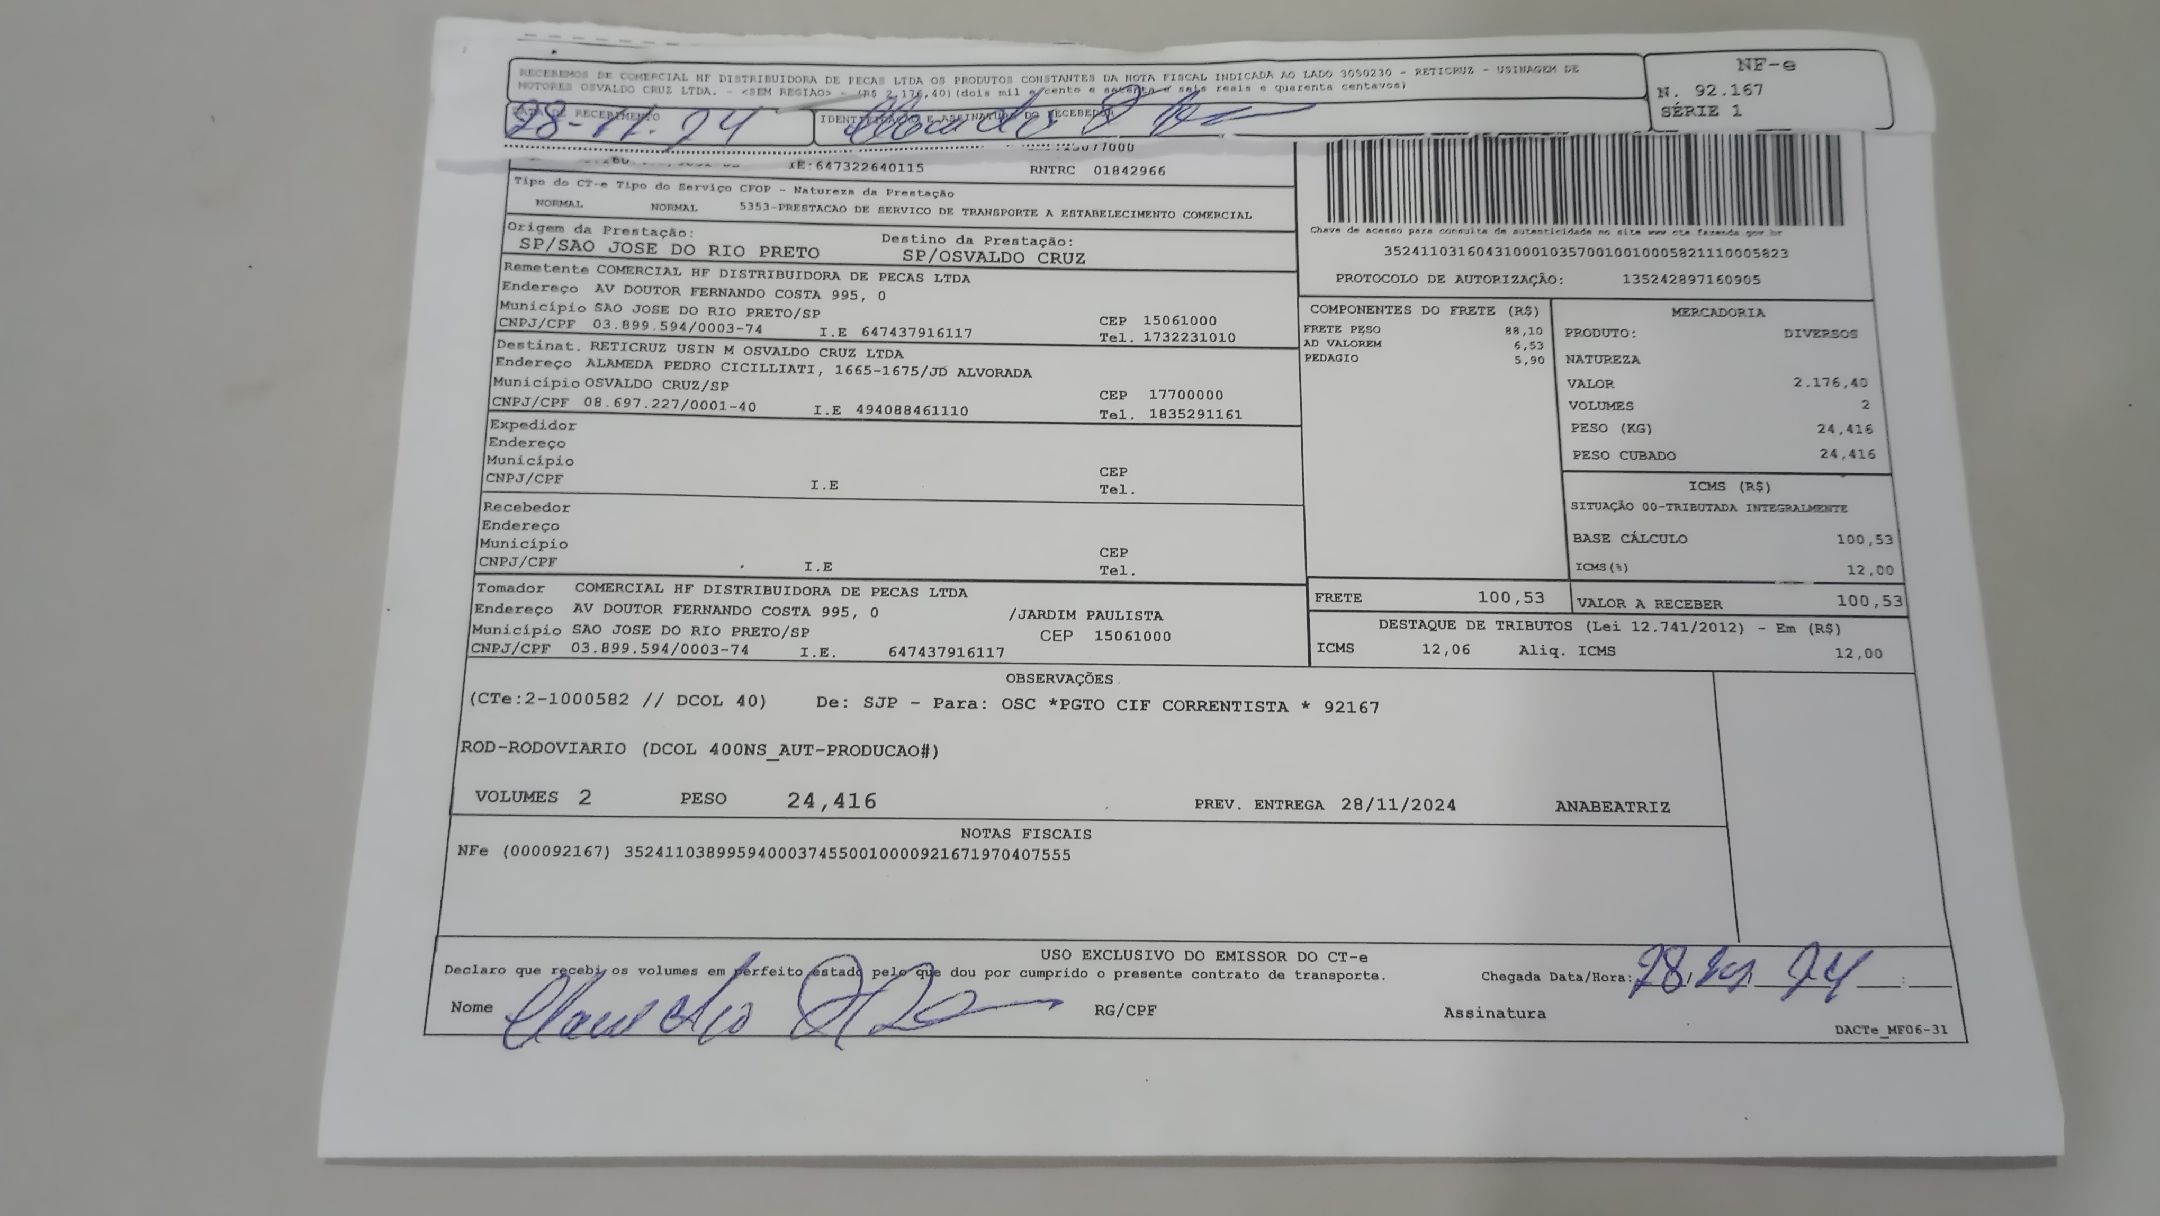 RECEBEMOS DE COMERCIAL HF DISTRIBUIDORA DE PECAS LTDA OS PRODUTOS CONSTANTES DA NOTA FISCAL INDICADA AO LADO 3050230 - RETICRUZ - USINAGEM DE
MOTORES OSVALDO CRUZ LTDA. - <SEM REGIAO> - (R$ 2.176,40)(dois mil e cento e setenta e seis reais e quarenta centavos)
NF-e
N. 92.167
SÉRIE 1
DATA DE RECEBIMENTO
28-11-24
IDENTIFICAÇÃO E ASSINATURA DO RECEBEDOR
IE:647322640115 RNTRC 01842966
Tipo do CT-e Tipo do Serviço CFOP - Natureza da Prestação
NORMAL NORMAL 5353-PRESTACAO DE SERVICO DE TRANSPORTE A ESTABELECIMENTO COMERCIAL
Origem da Prestação: Destino da Prestação:
SP/SAO JOSE DO RIO PRETO SP/OSVALDO CRUZ
Chave de acesso para consulta de autenticidade no site www cte fazenda gov br
35241103160431000103570010010005821110005823
PROTOCOLO DE AUTORIZAÇÃO: 135242897160905
Remetente COMERCIAL HF DISTRIBUIDORA DE PECAS LTDA
Endereço AV DOUTOR FERNANDO COSTA 995, 0
Município SAO JOSE DO RIO PRETO/SP CEP 15061000
CNPJ/CPF 03.899.594/0003-74 I.E 647437916117 Tel. 1732231010
Destinat. RETICRUZ USIN M OSVALDO CRUZ LTDA
Endereço ALAMEDA PEDRO CICILLIATI, 1665-1675/JD ALVORADA
Município OSVALDO CRUZ/SP CEP 17700000
CNPJ/CPF 08.697.227/0001-40 I.E 494088461110 Tel. 1835291161
Expedidor
Endereço
Município CEP
CNPJ/CPF I.E Tel.
Recebedor
Endereço
Município CEP
CNPJ/CPF I.E Tel.
Tomador COMERCIAL HF DISTRIBUIDORA DE PECAS LTDA
Endereço AV DOUTOR FERNANDO COSTA 995, 0 /JARDIM PAULISTA
Município SAO JOSE DO RIO PRETO/SP CEP 15061000
CNPJ/CPF 03.899.594/0003-74 I.E. 647437916117
COMPONENTES DO FRETE (R$)
FRETE PESO 88,10
AD VALOREM 6,53
PEDAGIO 5,90
MERCADORIA
PRODUTO: DIVERSOS
NATUREZA
VALOR 2.176,40
VOLUMES 2
PESO (KG) 24,416
PESO CUBADO 24,416
ICMS (R$)
SITUAÇÃO 00-TRIBUTADA INTEGRALMENTE
BASE CÁLCULO 100,53
ICMS(%) 12,00
FRETE 100,53 VALOR A RECEBER 100,53
DESTAQUE DE TRIBUTOS (Lei 12.741/2012) - Em (R$)
ICMS 12,06 Aliq. ICMS 12,00
OBSERVAÇÕES
(CTe:2-1000582 // DCOL 40) De: SJP - Para: OSC *PGTO CIF CORRENTISTA * 92167
ROD-RODOVIARIO (DCOL 400NS_AUT-PRODUCAO#)
VOLUMES 2 PESO 24,416 PREV. ENTREGA 28/11/2024 ANABEATRIZ
NOTAS FISCAIS
NFe (000092167) 35241103899594000374550010000921671970407555
USO EXCLUSIVO DO EMISSOR DO CT-e
Declaro que recebi os volumes em perfeito estado pelo que dou por cumprido o presente contrato de transporte. Chegada Data/Hora: 28 11 24
Nome RG/CPF Assinatura
DACTe_MF06-31